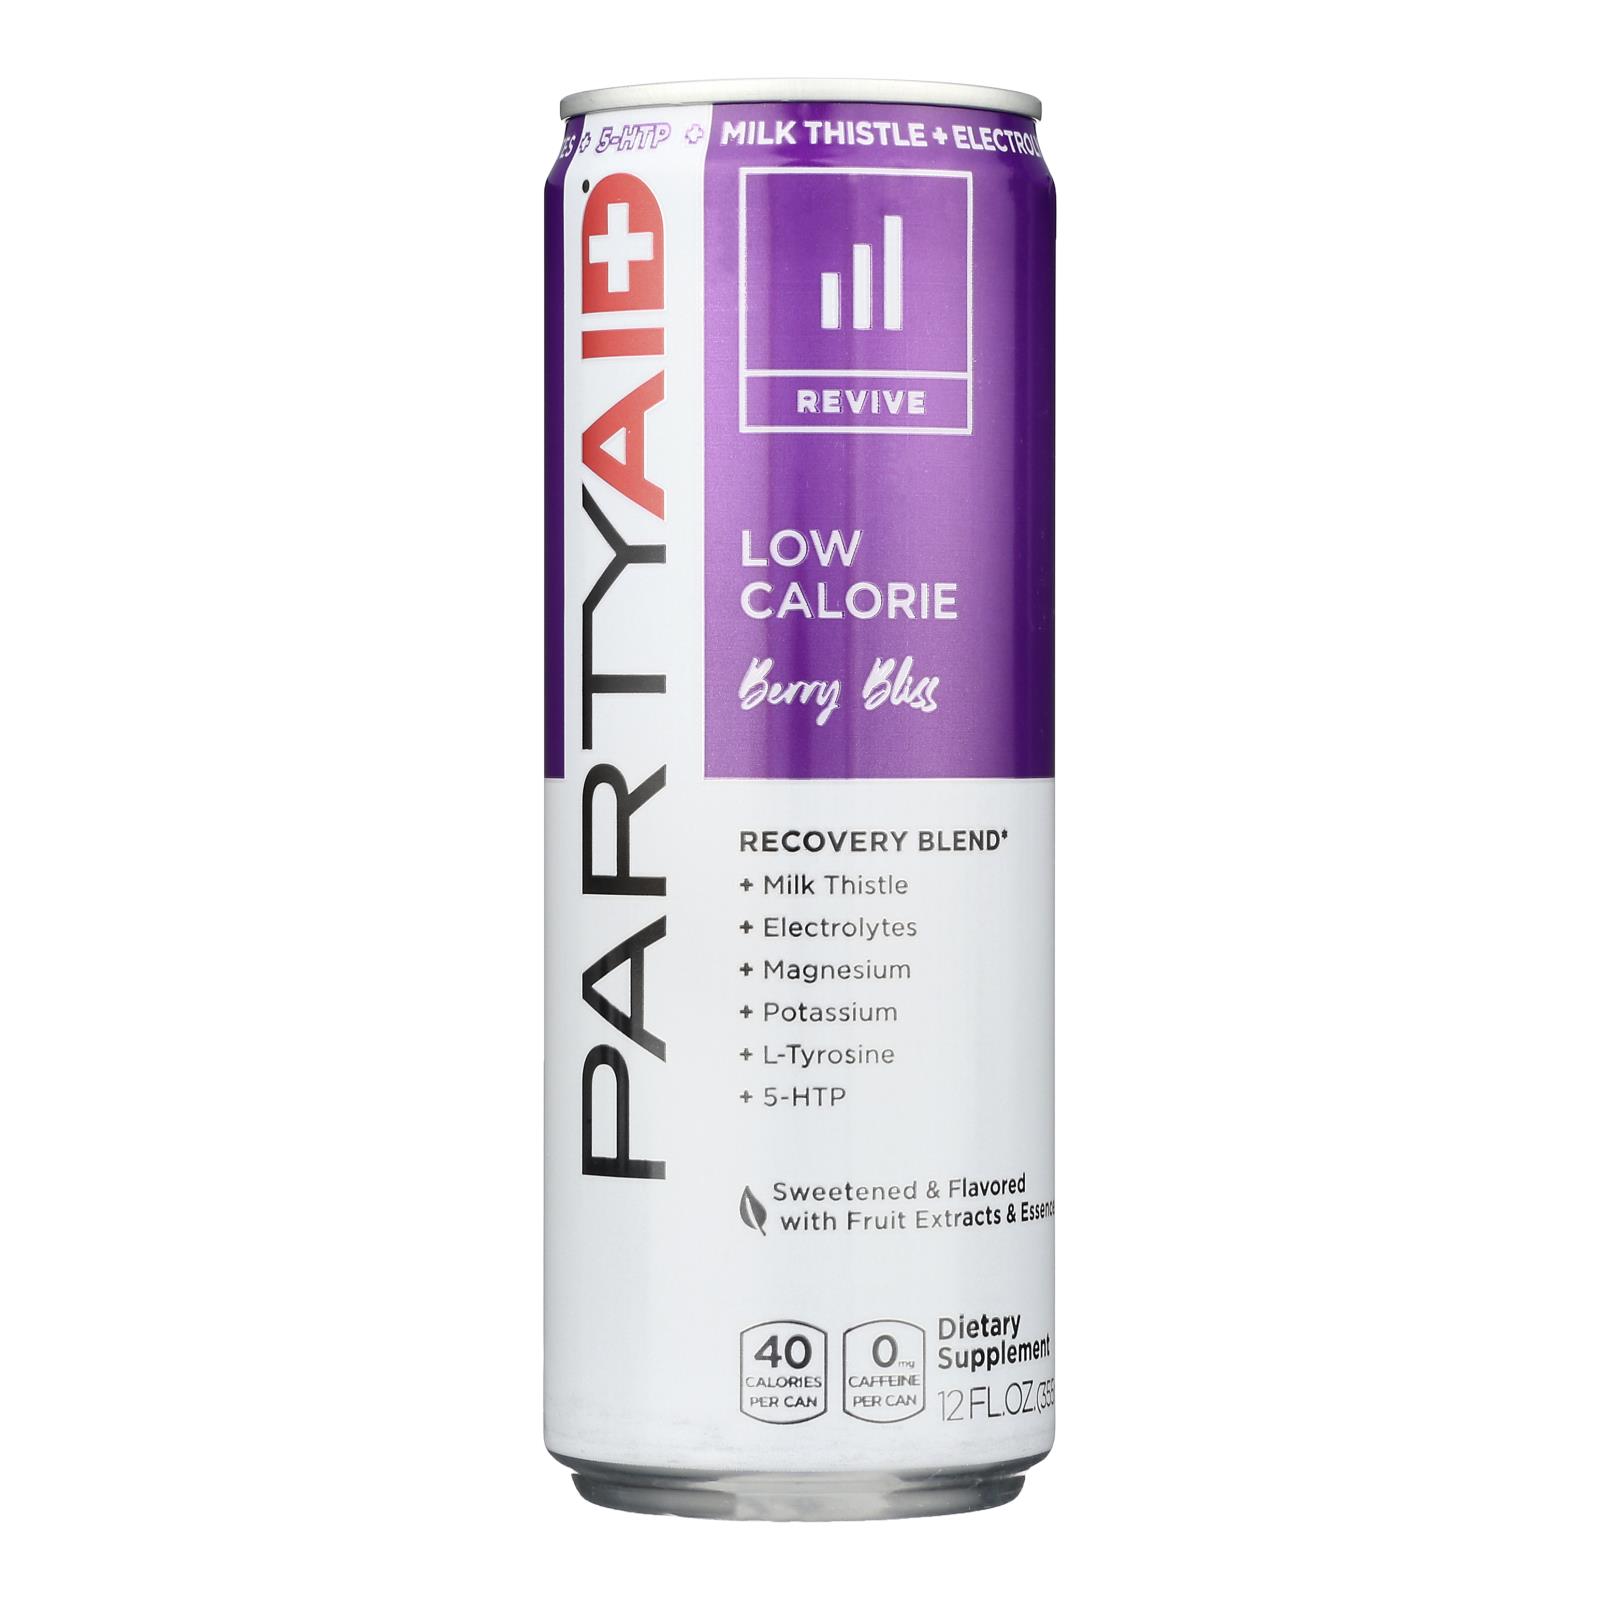 + 5-HTP + MILK THISTLE +
PARTYAID
REVIVE
LOW
CALORIE
Berry Bliss
RECOVERY BLEND*
+ Milk Thistle
+ Electrolytes
+ Magnesium
+ Potassium
+ L-Tyrosine
+ 5-HTP
Sweetened & Flavored
with Fruit Extracts &
40
CALORIES
PER CAN
0mg
CAFFEINE
PER CAN
Dietary
Supplement
12 FL.OZ.